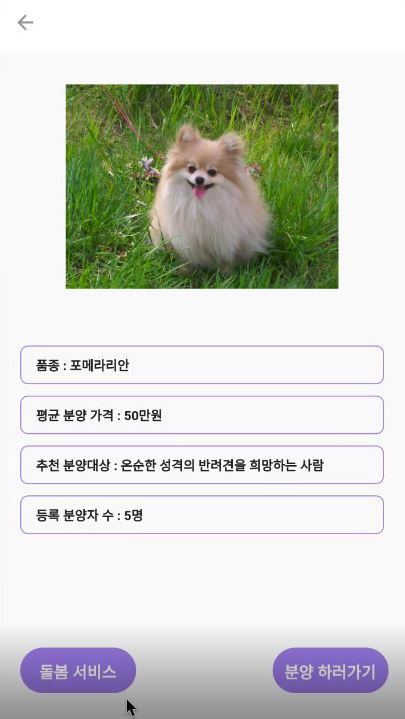 품종 : 포메라리안
평균 분양 가격 : 50만원
추천 분양대상 : 온순한 성격의 반려견을 희망하는 사람
등록 분양자 수 : 5명
돌봄 서비스
분양 하러가기